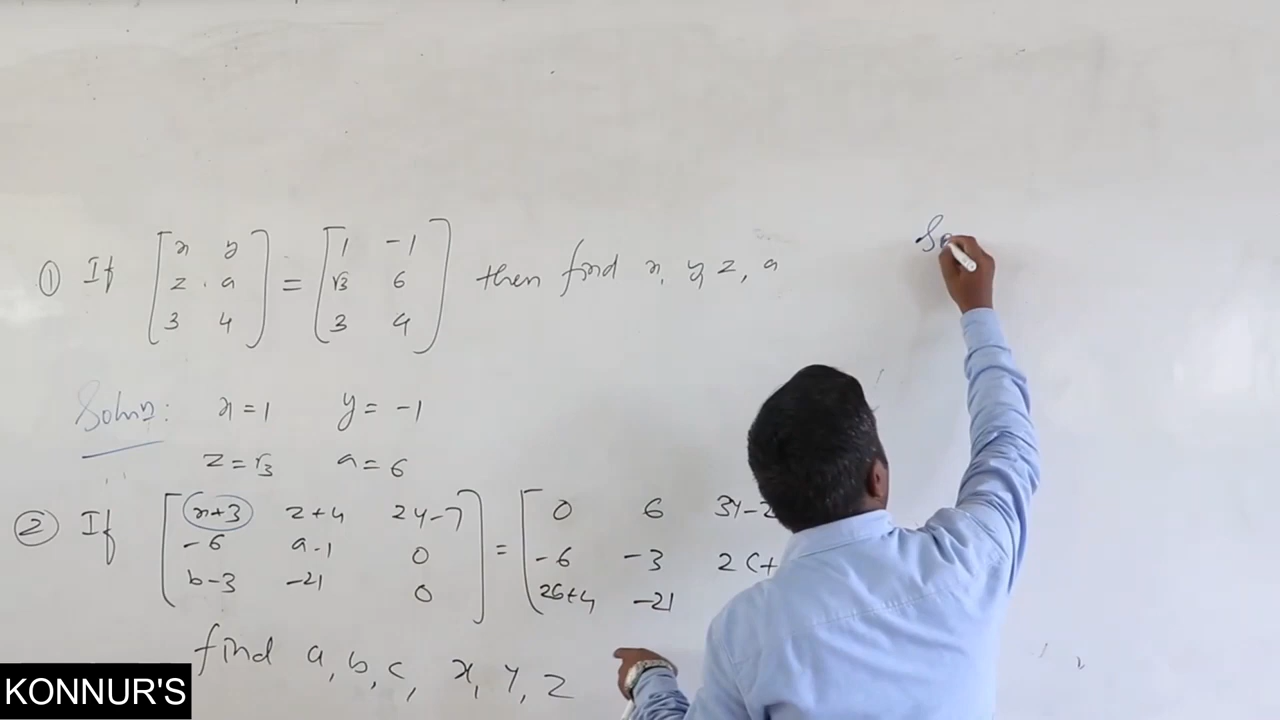 ① If [x y = [1 -1 then find x, y, z, a
z . a √3 6
3 4] 3 4]
Soln:
x = 1 y = -1
z = √3 a = 6
② If [x+3 z+4 2y-7 = [0 6 3y-2
-6 a-1 0 -6 -3 2c+
b-3 -21 0] 2b+4 -21
find a, b, c, x, y, z
So
KONNUR'S